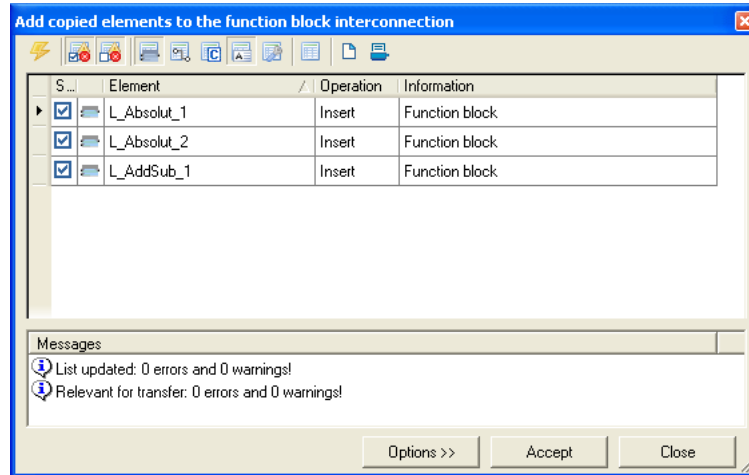 Add copied elements to the function block interconnection
S... Element Operation Information
L_Absolut_1 Insert Function block
L_Absolut_2 Insert Function block
L_AddSub_1 Insert Function block
Messages
List updated: 0 errors and 0 warnings!
Relevant for transfer: 0 errors and 0 warnings!
Options >> Accept Close